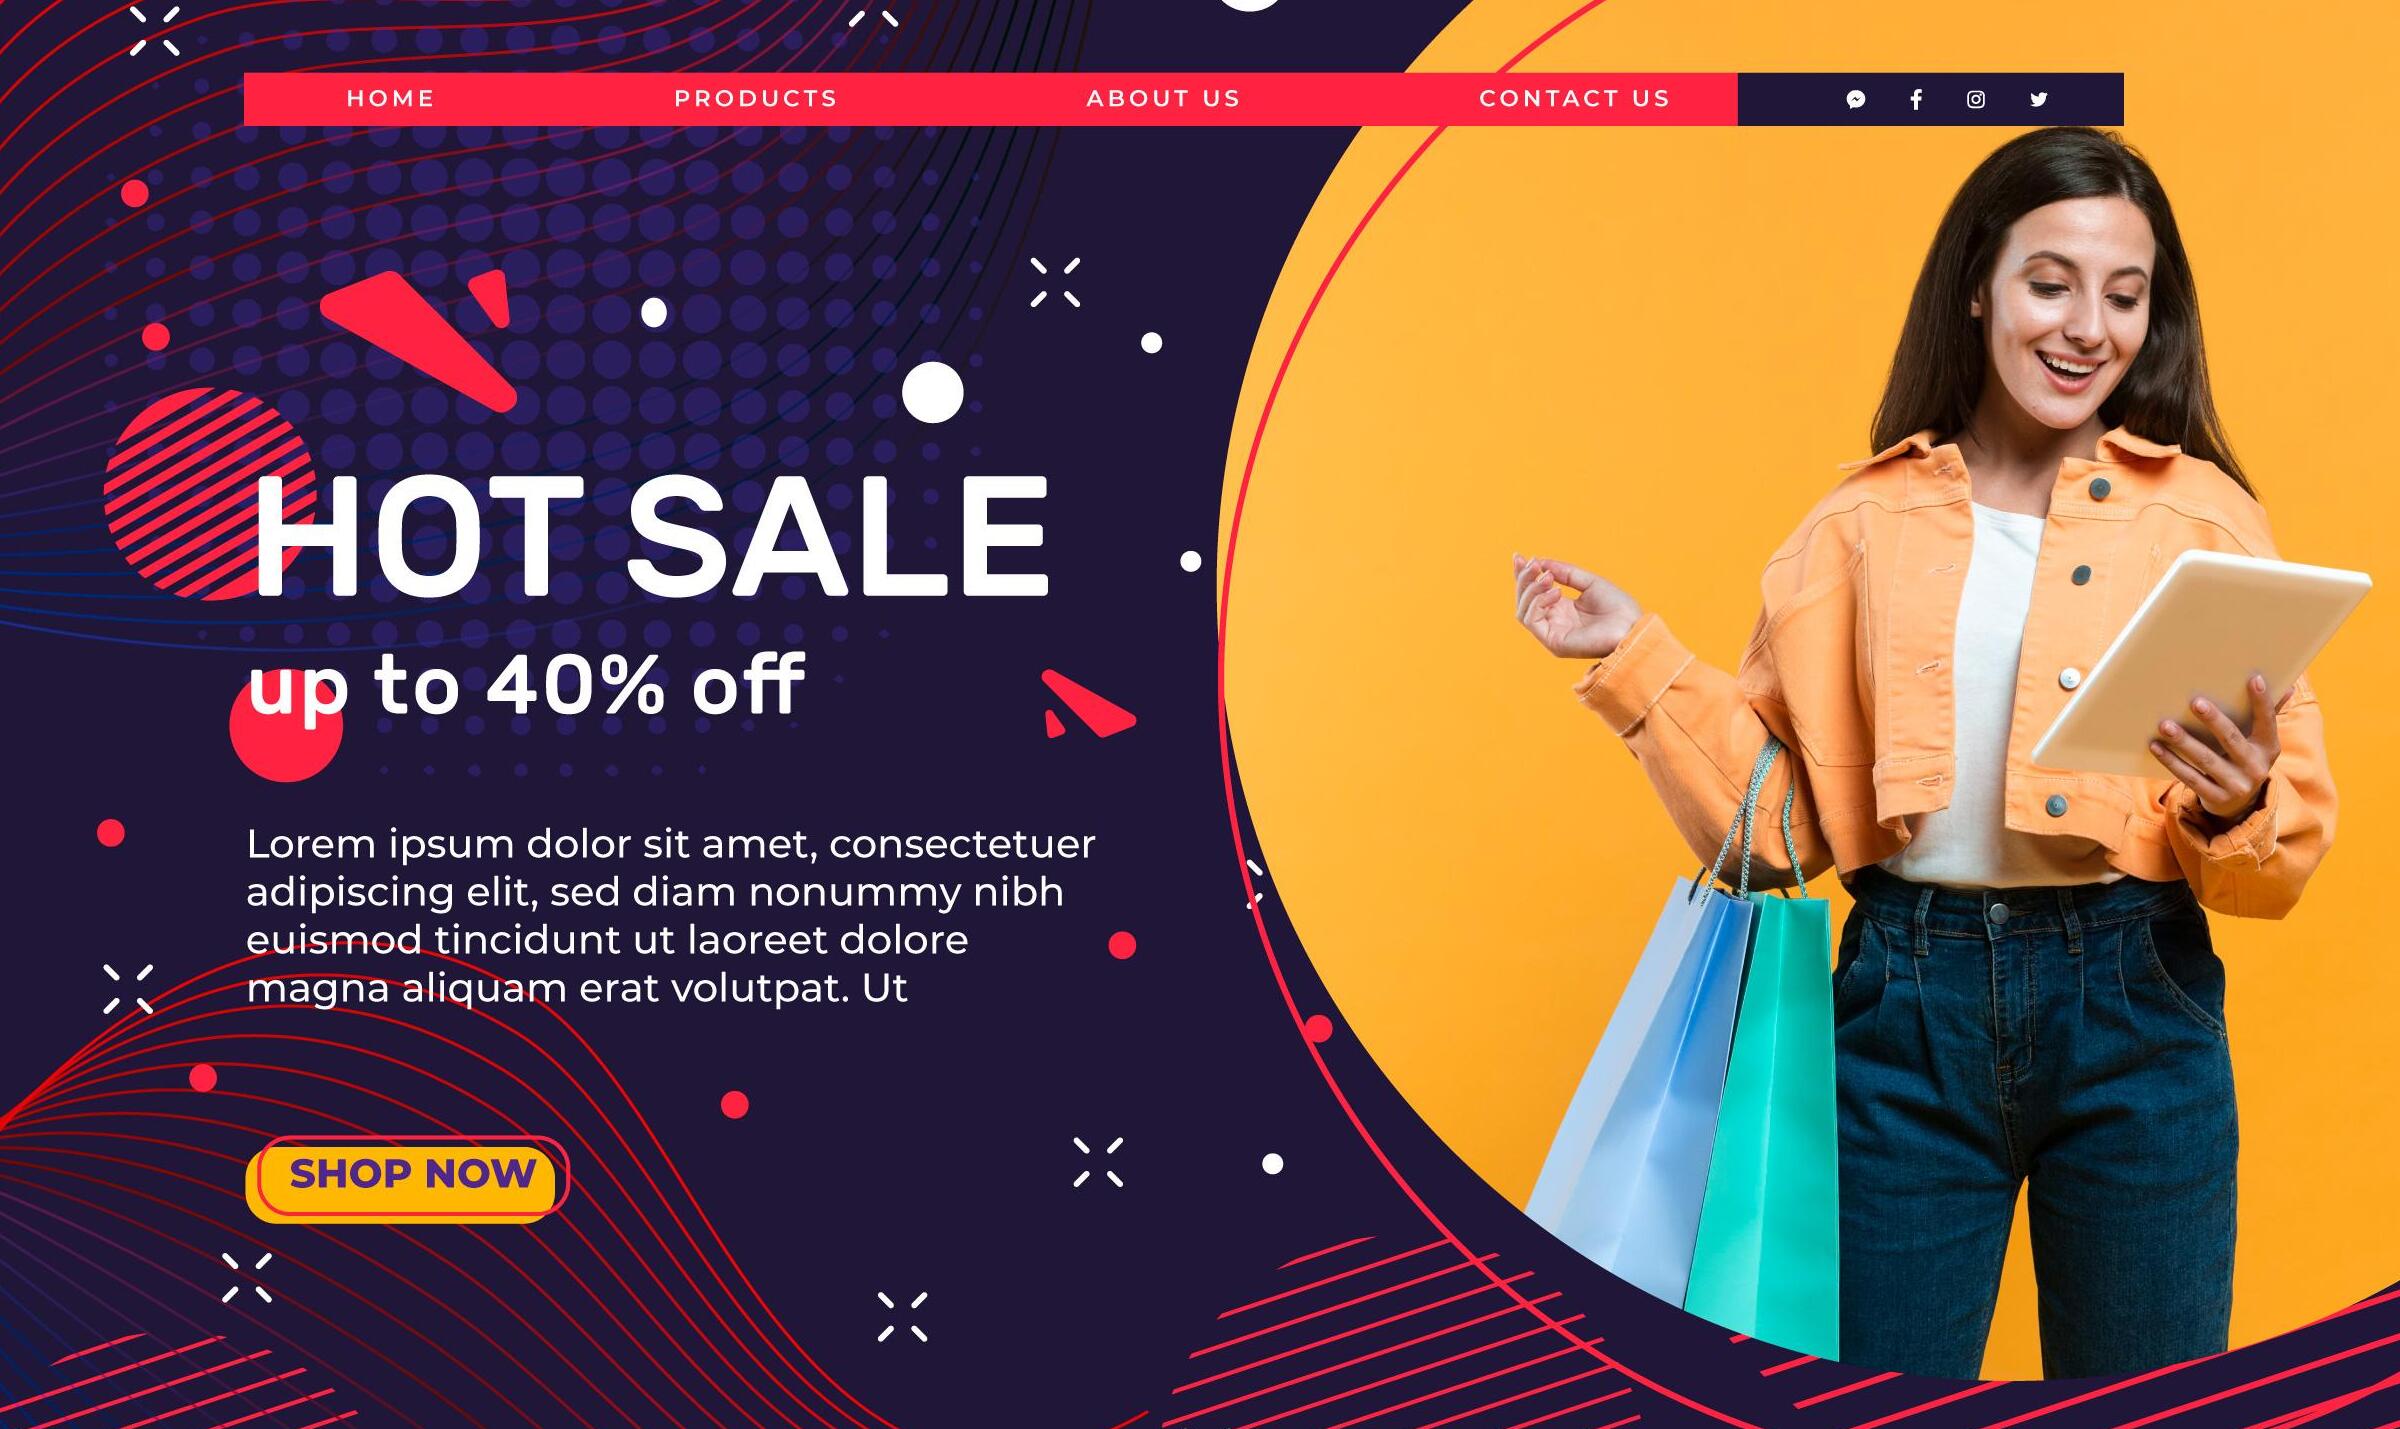 HOME PRODUCTS ABOUT US CONTACT US
HOT SALE
up to 40% off
Lorem ipsum dolor sit amet, consectetuer
adipiscing elit, sed diam nonummy nibh
euismod tincidunt ut laoreet dolore
magna aliquam erat volutpat. Ut
SHOP NOW